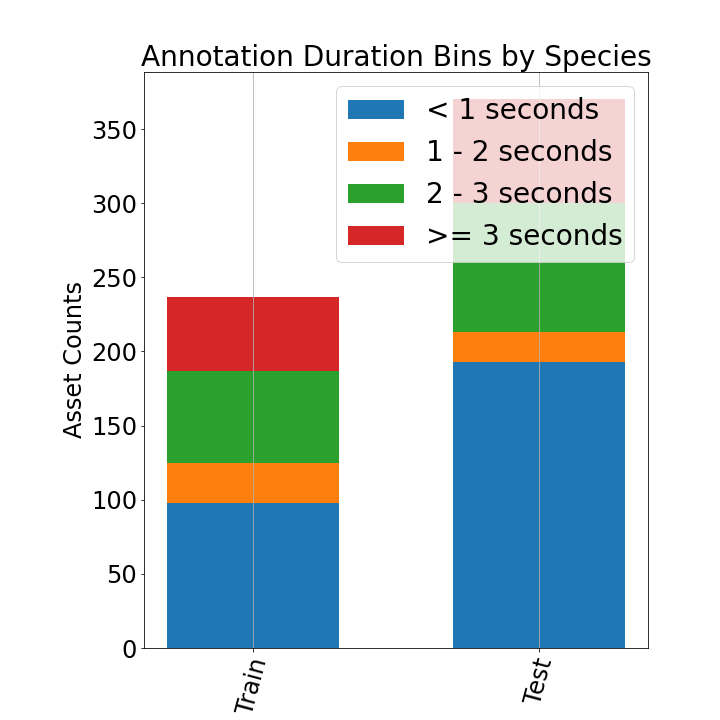 Annotation Duration Bins by Species
< 1 seconds
1 - 2 seconds
2 - 3 seconds
>= 3 seconds
Asset Counts
350
300
250
200
150
100
50
0
Train
Test